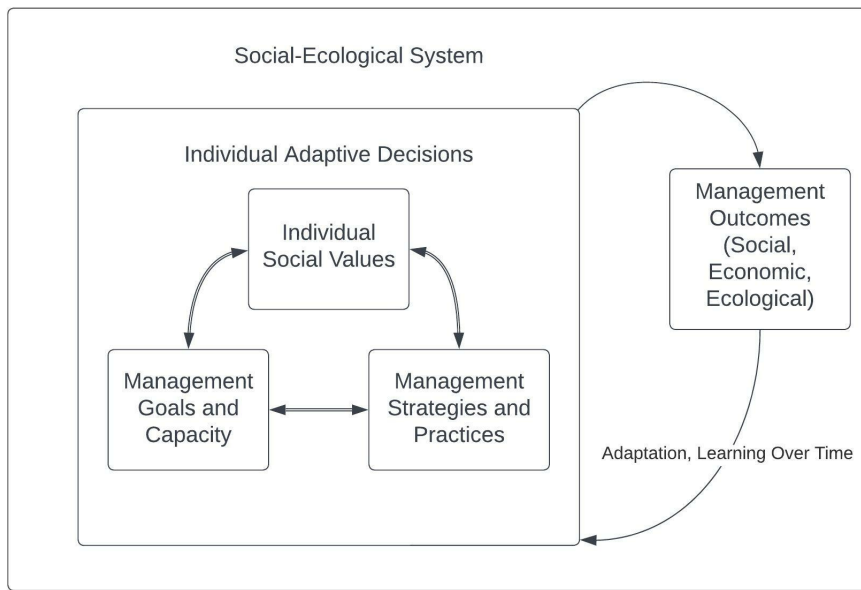 Social-Ecological System
Individual Adaptive Decisions
Individual
Social Values
Management
Goals and
Capacity
Management
Strategies and
Practices
Management
Outcomes
(Social,
Economic,
Ecological)
Adaptation, Learning Over Time